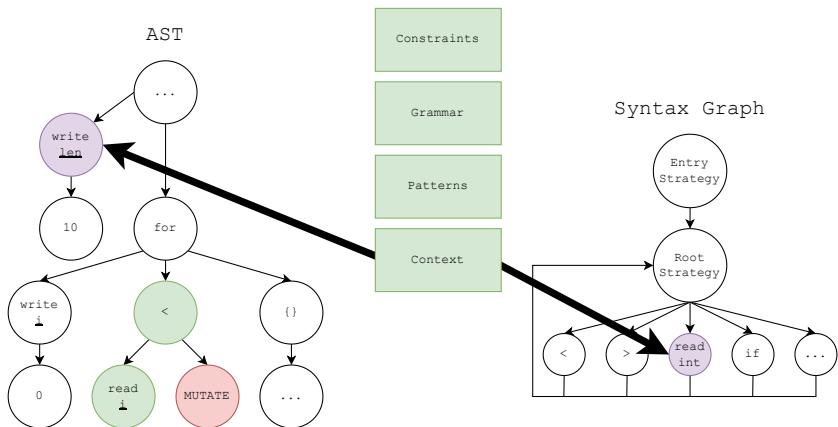 AST
...
write
len
10
for
write
i
<
{}
0
read
i
MUTATE
...
Constraints
Grammar
Patterns
Context
Syntax Graph
Entry
Strategy
Root
Strategy
<
>
read
int
if
...